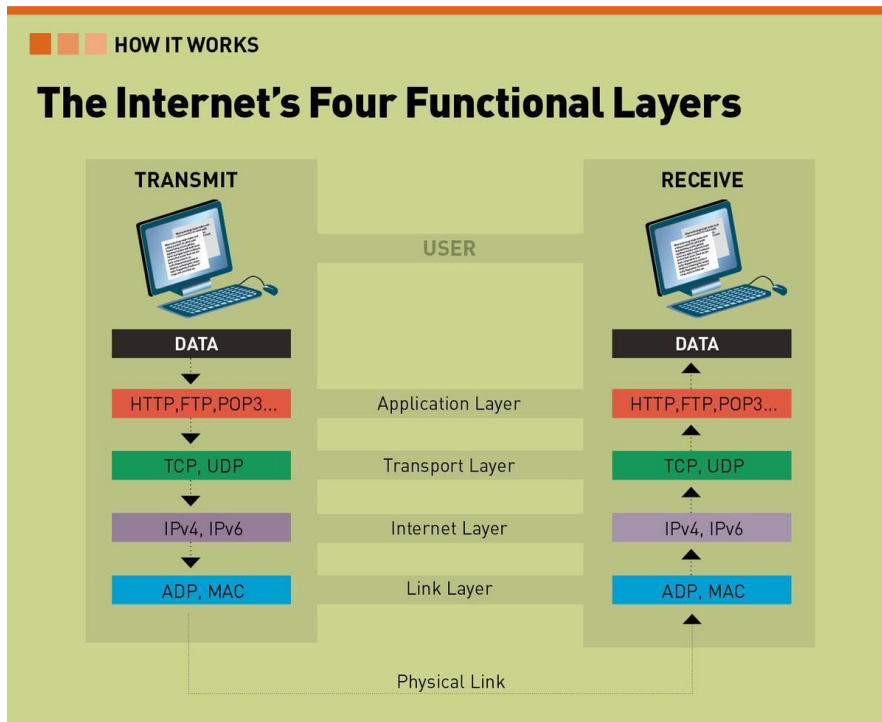 HOW IT WORKS
The Internet's Four Functional Layers
TRANSMIT
RECEIVE
USER
DATA
DATA
HTTP,FTP,POP3...
Application Layer
HTTP,FTP,POP3...
TCP, UDP
Transport Layer
TCP, UDP
IPv4, IPv6
Internet Layer
IPv4, IPv6
ADP, MAC
Link Layer
ADP, MAC
Physical Link